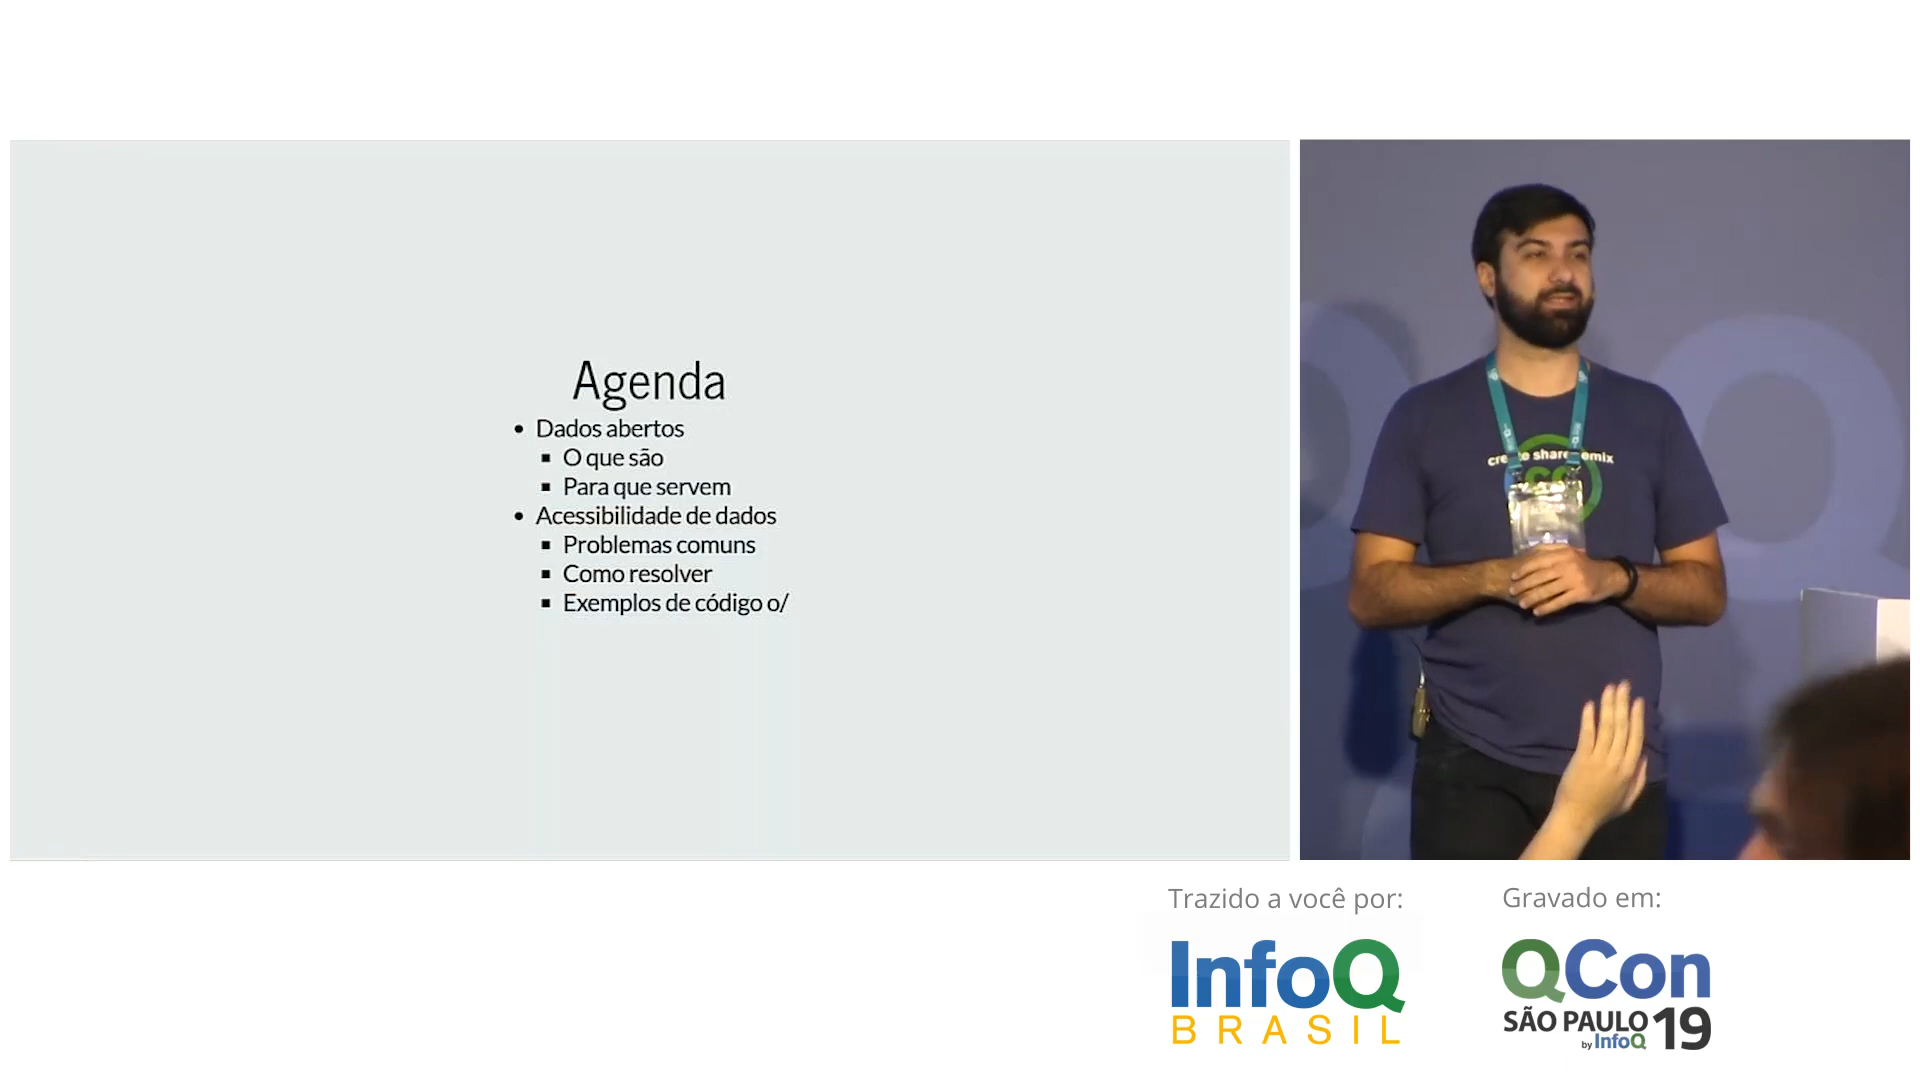 Agenda
• Dados abertos
▪ O que são
▪ Para que servem
• Acessibilidade de dados
▪ Problemas comuns
▪ Como resolver
▪ Exemplos de código o/
share
Trazido a você por:
InfoQ
BRASIL
Gravado em:
QCon
SÃO PAULO 19
by InfoQ